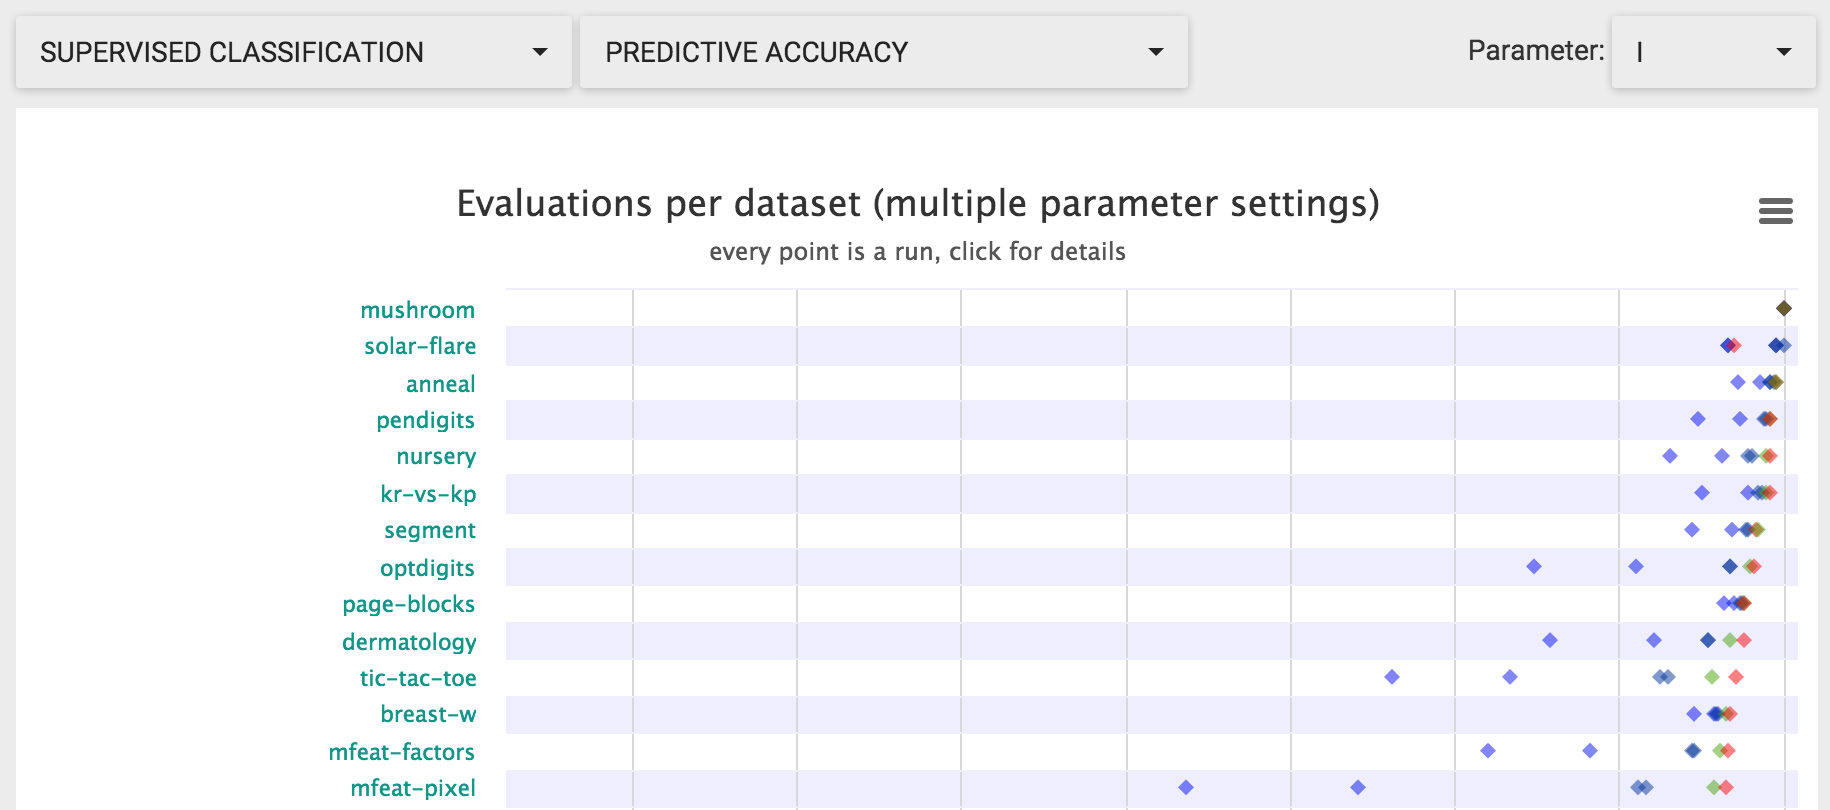 SUPERVISED CLASSIFICATION
PREDICTIVE ACCURACY
Parameter: I
Evaluations per dataset (multiple parameter settings)
every point is a run, click for details
mushroom
solar-flare
anneal
pendigits
nursery
kr-vs-kp
segment
optdigits
page-blocks
dermatology
tic-tac-toe
breast-w
mfeat-factors
mfeat-pixel